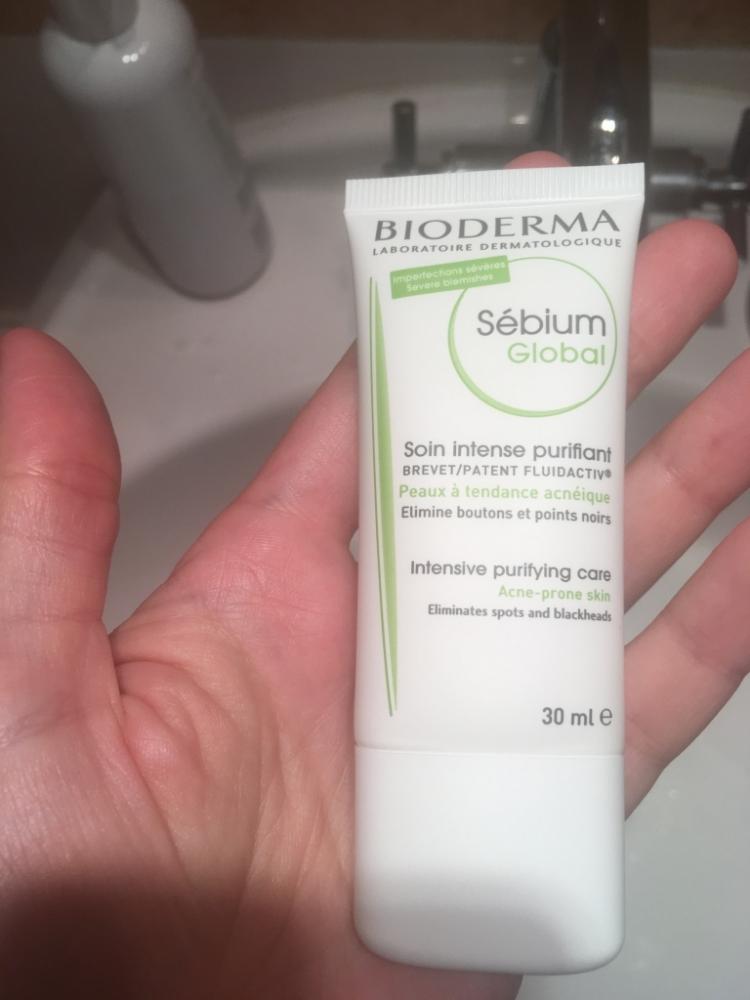 BIODERMA
LABORATOIRE DERMATOLOGIQUE
Imperfections sévères
Severe blemishes
Sébium
Global
Soin intense purifiant
BREVET/PATENT FLUIDACTIV®
Peaux à tendance acnéique
Elimine boutons et points noirs
Intensive purifying care
Acne-prone skin
Eliminates spots and blackheads
30 ml e